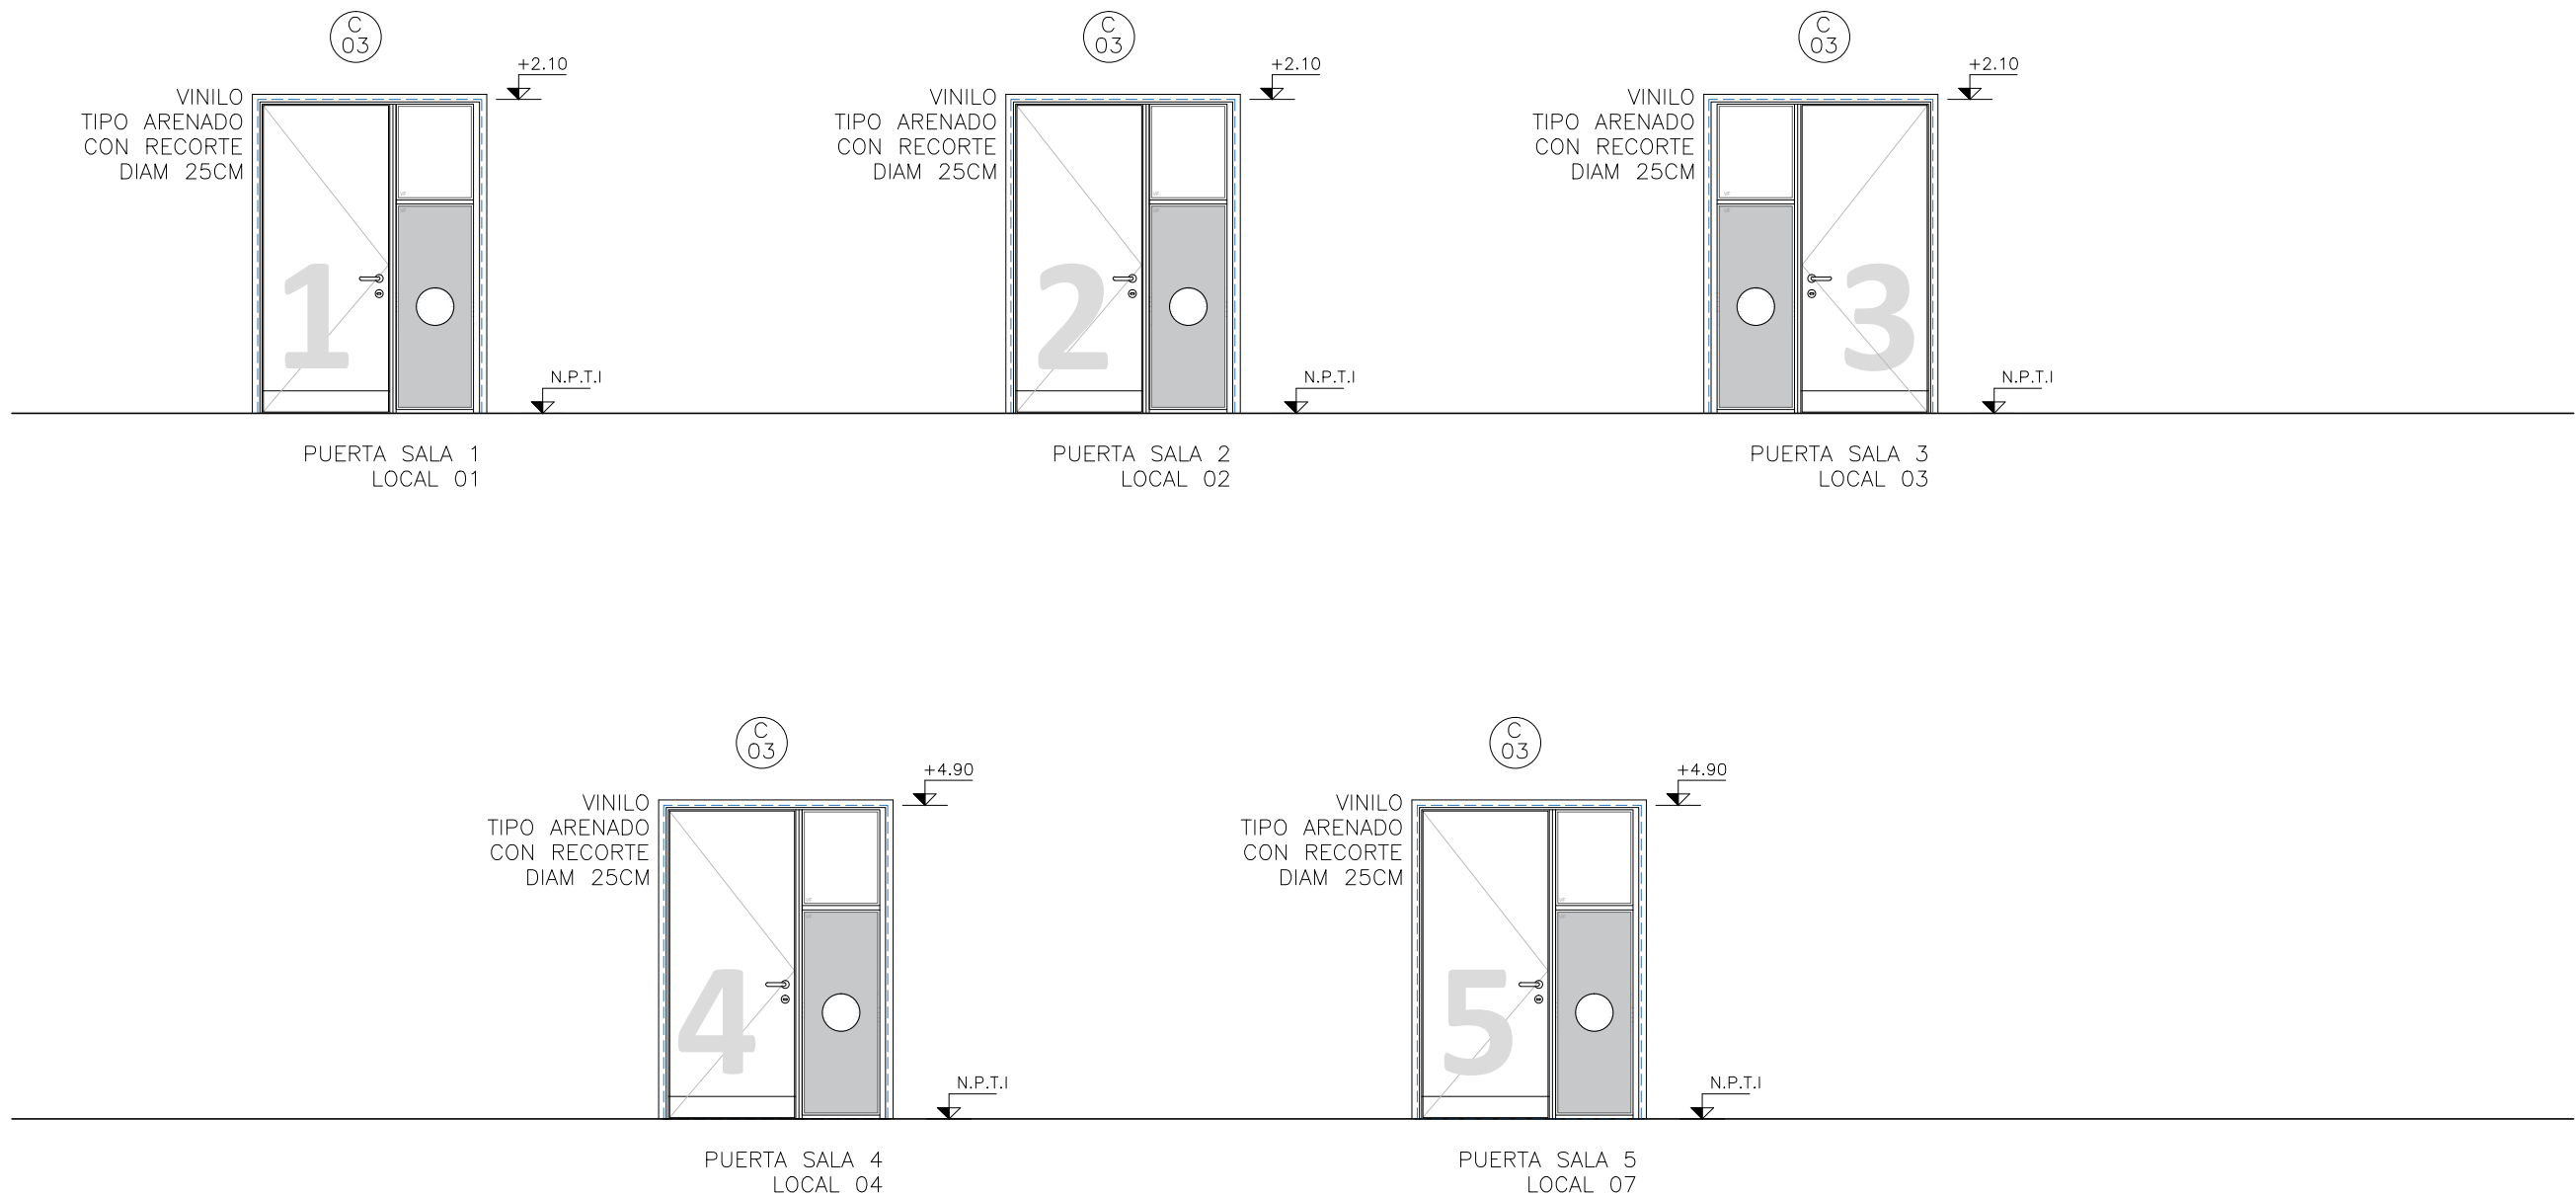 C
03
+2.10
VINILO
TIPO ARENADO
CON RECORTE
DIAM 25CM
1
N.P.T.I
PUERTA SALA 1
LOCAL 01
C
03
+2.10
VINILO
TIPO ARENADO
CON RECORTE
DIAM 25CM
2
N.P.T.I
PUERTA SALA 2
LOCAL 02
C
03
+2.10
VINILO
TIPO ARENADO
CON RECORTE
DIAM 25CM
3
N.P.T.I
PUERTA SALA 3
LOCAL 03
C
03
+4.90
VINILO
TIPO ARENADO
CON RECORTE
DIAM 25CM
4
N.P.T.I
PUERTA SALA 4
LOCAL 04
C
03
+4.90
VINILO
TIPO ARENADO
CON RECORTE
DIAM 25CM
5
N.P.T.I
PUERTA SALA 5
LOCAL 07